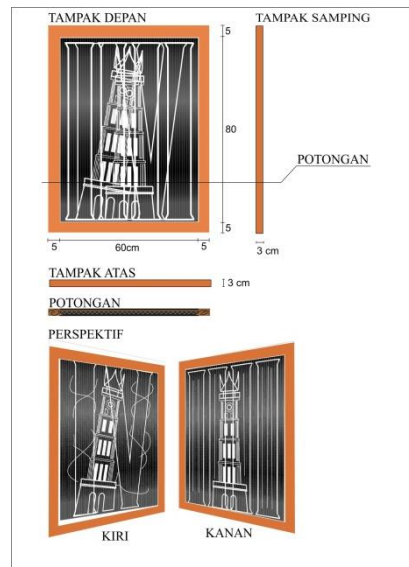 TAMPAK DEPAN
TAMPAK SAMPING
5
80
POTONGAN
5
5
60cm
5
3 cm
TAMPAK ATAS
3 cm
POTONGAN
PERSPEKTIF
KIRI
KANAN